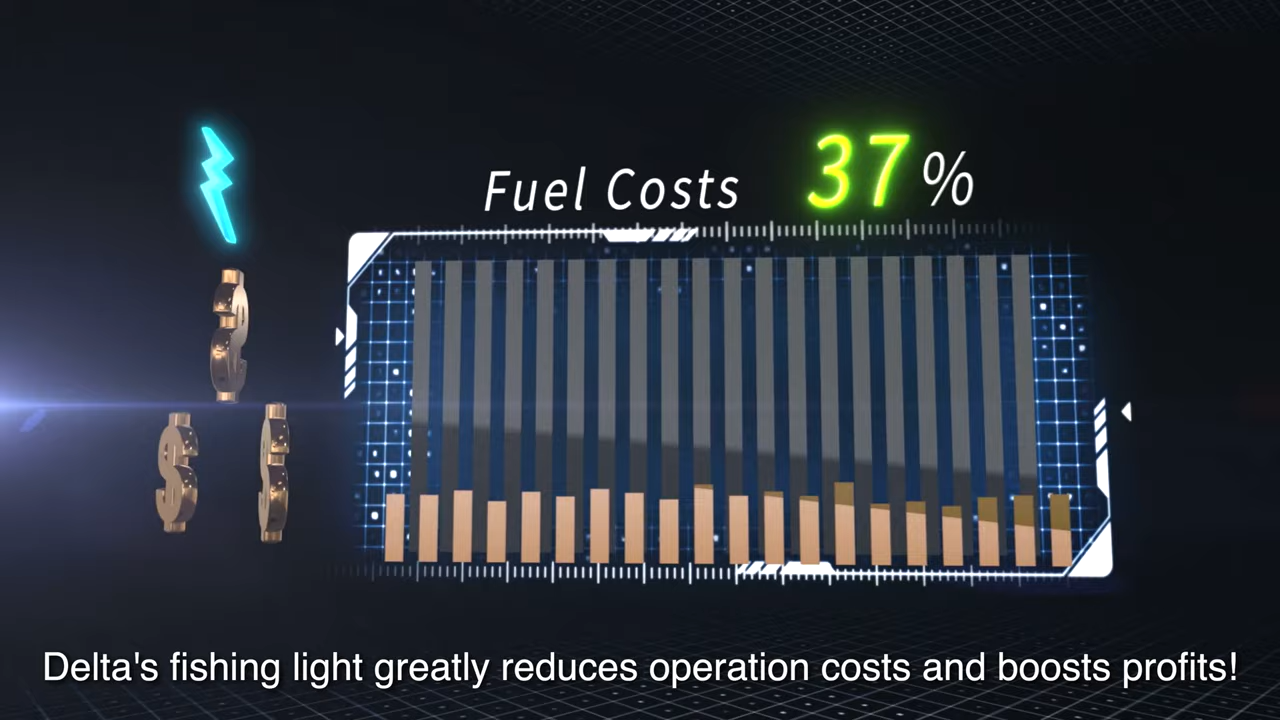 Fuel Costs 37 %
Delta's fishing light greatly reduces operation costs and boosts profits!